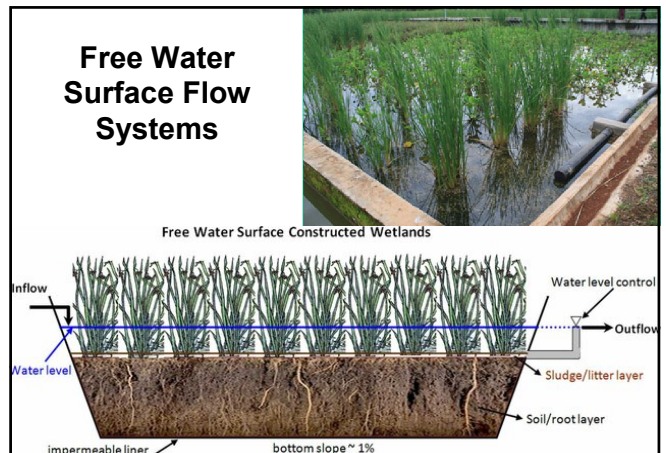 Free Water
Surface Flow
Systems
Free Water Surface Constructed Wetlands
Inflow
Water level control
Outflow
Water level
Sludge/litter layer
Soil/root layer
impermeable liner
bottom slope ~ 1%